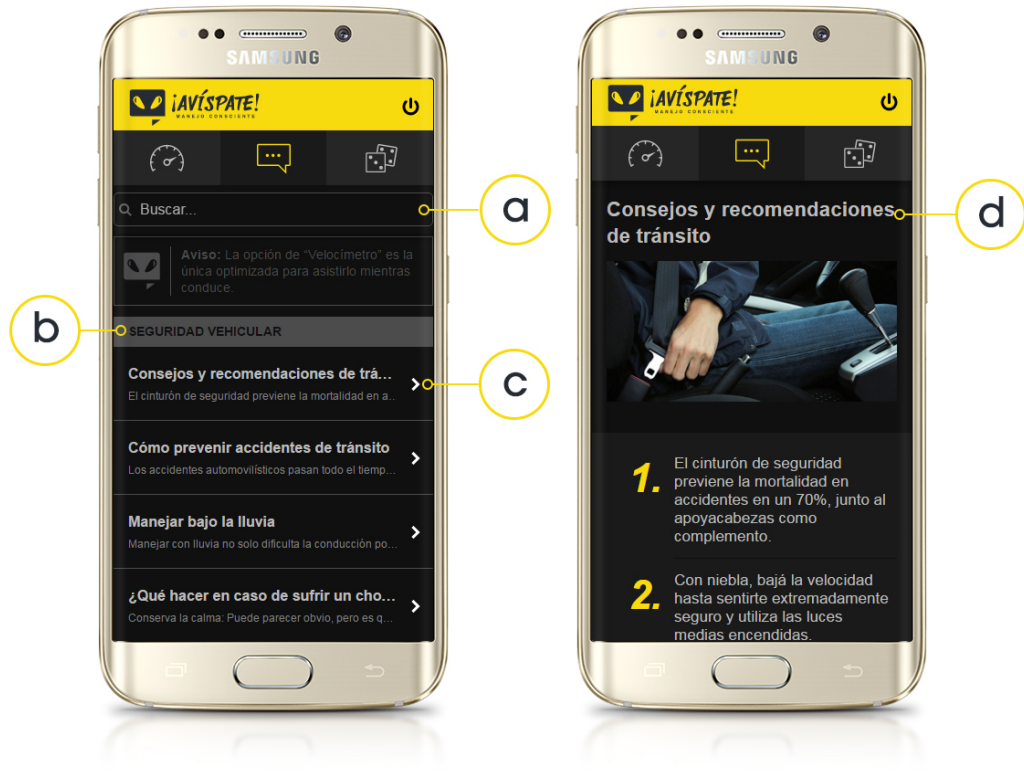 SAMSUNG
¡AVÍSPATE!
MANEJO CONSCIENTE
Buscar...
a
Aviso: La opción de “Velocímetro” es la
única optimizada para asistirlo mientras
conduce.
b
SEGURIDAD VEHICULAR
Consejos y recomendaciones de trá...
El cinturón de seguridad previene la mortalidad en a...
c
Cómo prevenir accidentes de tránsito
Los accidentes automovilísticos pasan todo el tiemp...
Manejar bajo la lluvia
Manejar con lluvia no solo dificulta la conducción po...
¿Qué hacer en caso de sufrir un cho...
Conserva la calma: Puede parecer obvio, pero es q...
SAMSUNG
¡AVÍSPATE!
MANEJO CONSCIENTE
Consejos y recomendaciones
de tránsito
d
1. El cinturón de seguridad
previene la mortalidad en
accidentes en un 70%, junto al
apoyacabezas como
complemento.
2. Con niebla, bajá la velocidad
hasta sentirte extremadamente
seguro y utiliza las luces
medias encendidas.